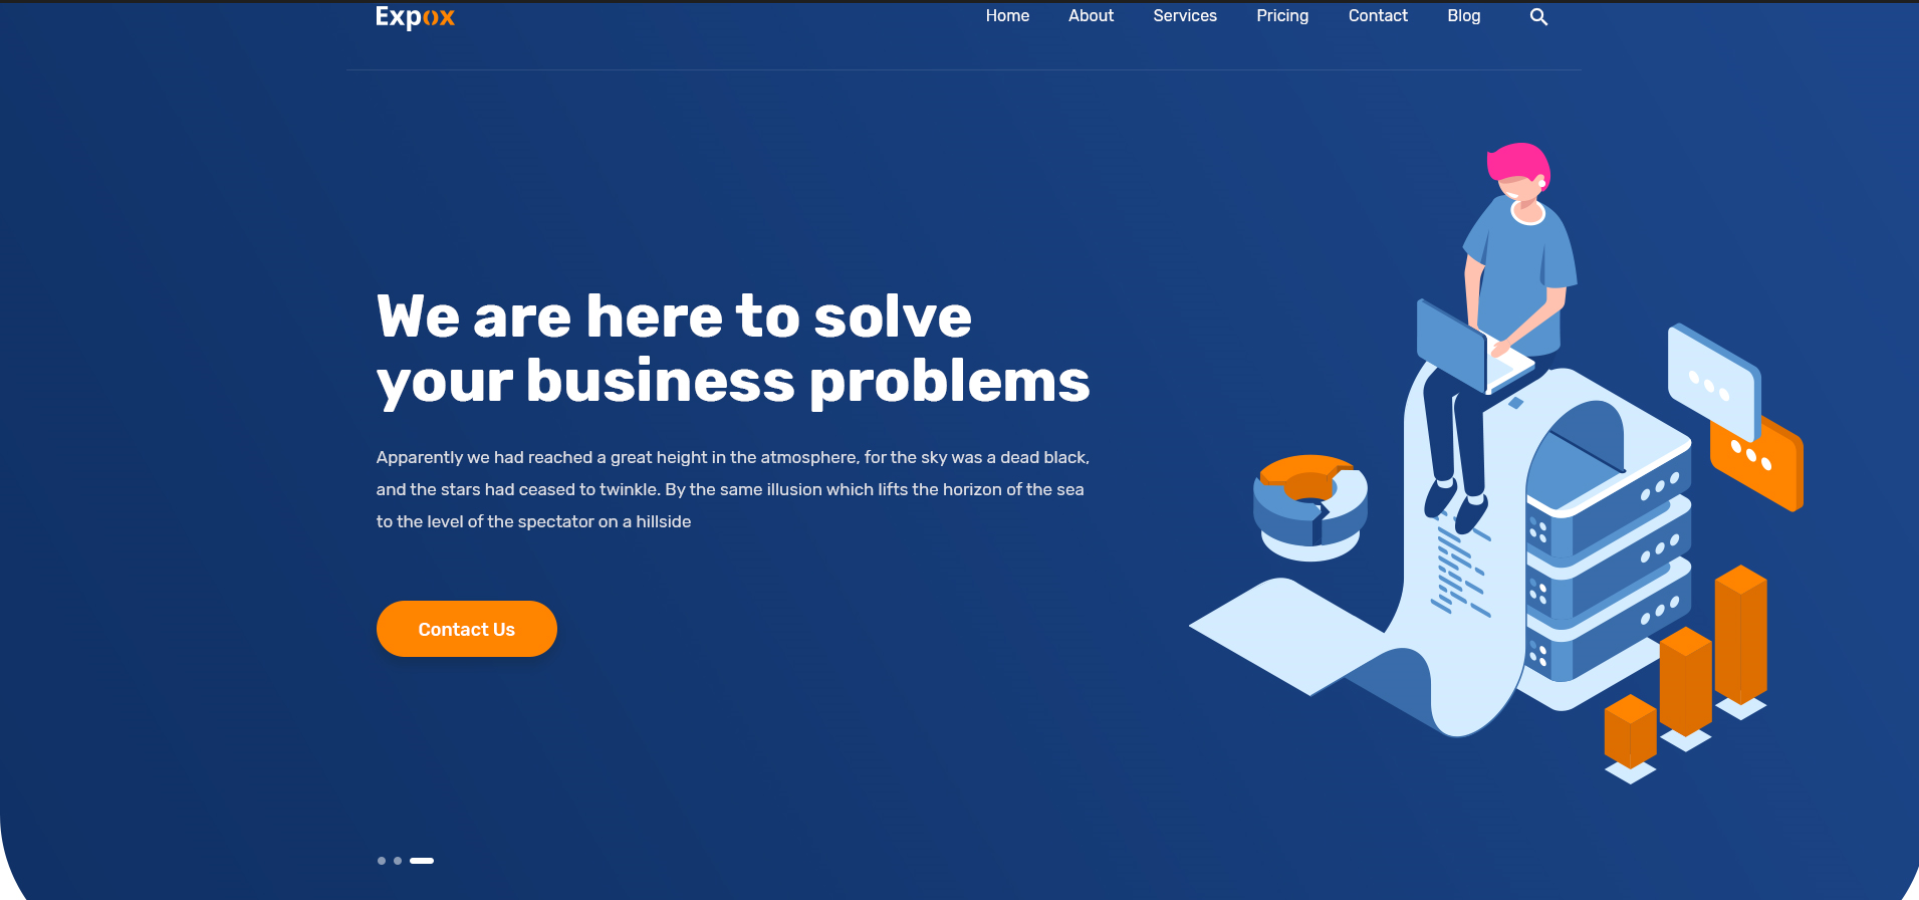 Expox
Home About Services Pricing Contact Blog
We are here to solve
your business problems
Apparently we had reached a great height in the atmosphere, for the sky was a dead black,
and the stars had ceased to twinkle. By the same illusion which lifts the horizon of the sea
to the level of the spectator on a hillside
Contact Us